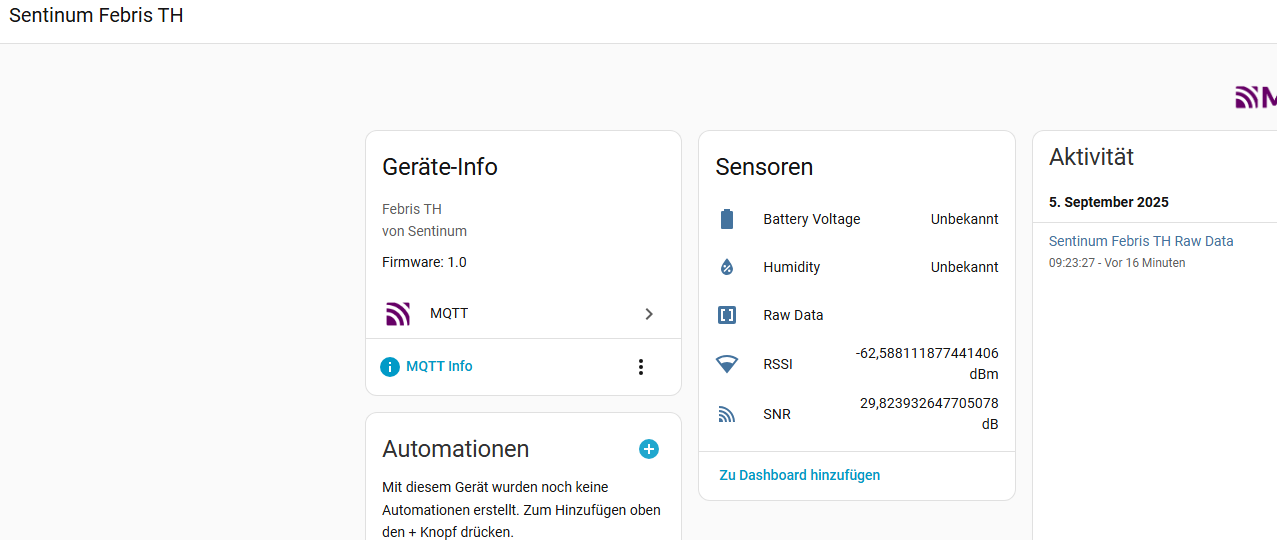 Sentinum Febris TH
Geräte-Info
Febris TH
von Sentinum
Firmware: 1.0
MQTT
MQTT Info
Automationen
Mit diesem Gerät wurden noch keine
Automationen erstellt. Zum Hinzufügen oben
den + Knopf drücken.
Sensoren
Battery Voltage Unbekannt
Humidity Unbekannt
Raw Data
RSSI -62,588111877441406
dBm
SNR 29,823932647705078
dB
Zu Dashboard hinzufügen
M
Aktivität
5. September 2025
Sentinum Febris TH Raw Data
09:23:27 - Vor 16 Minuten